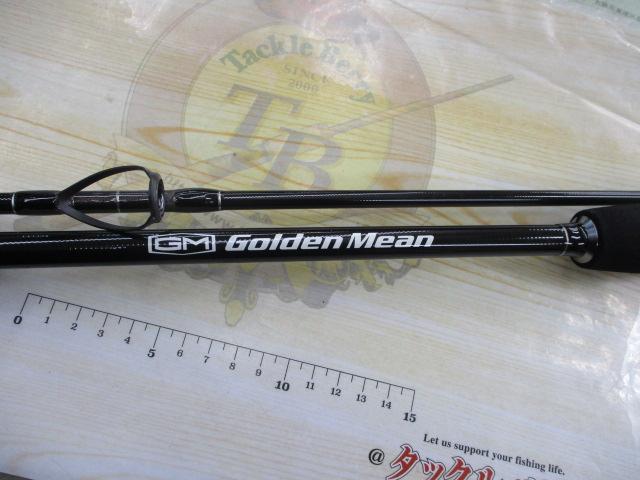 Tackle Berry
SINCE
2000
TB
GM Golden Mean
0 1 2 3 4 5 6 7 8 9 10 11 12 13 14 15
Let us support your fishing life.
@タックル